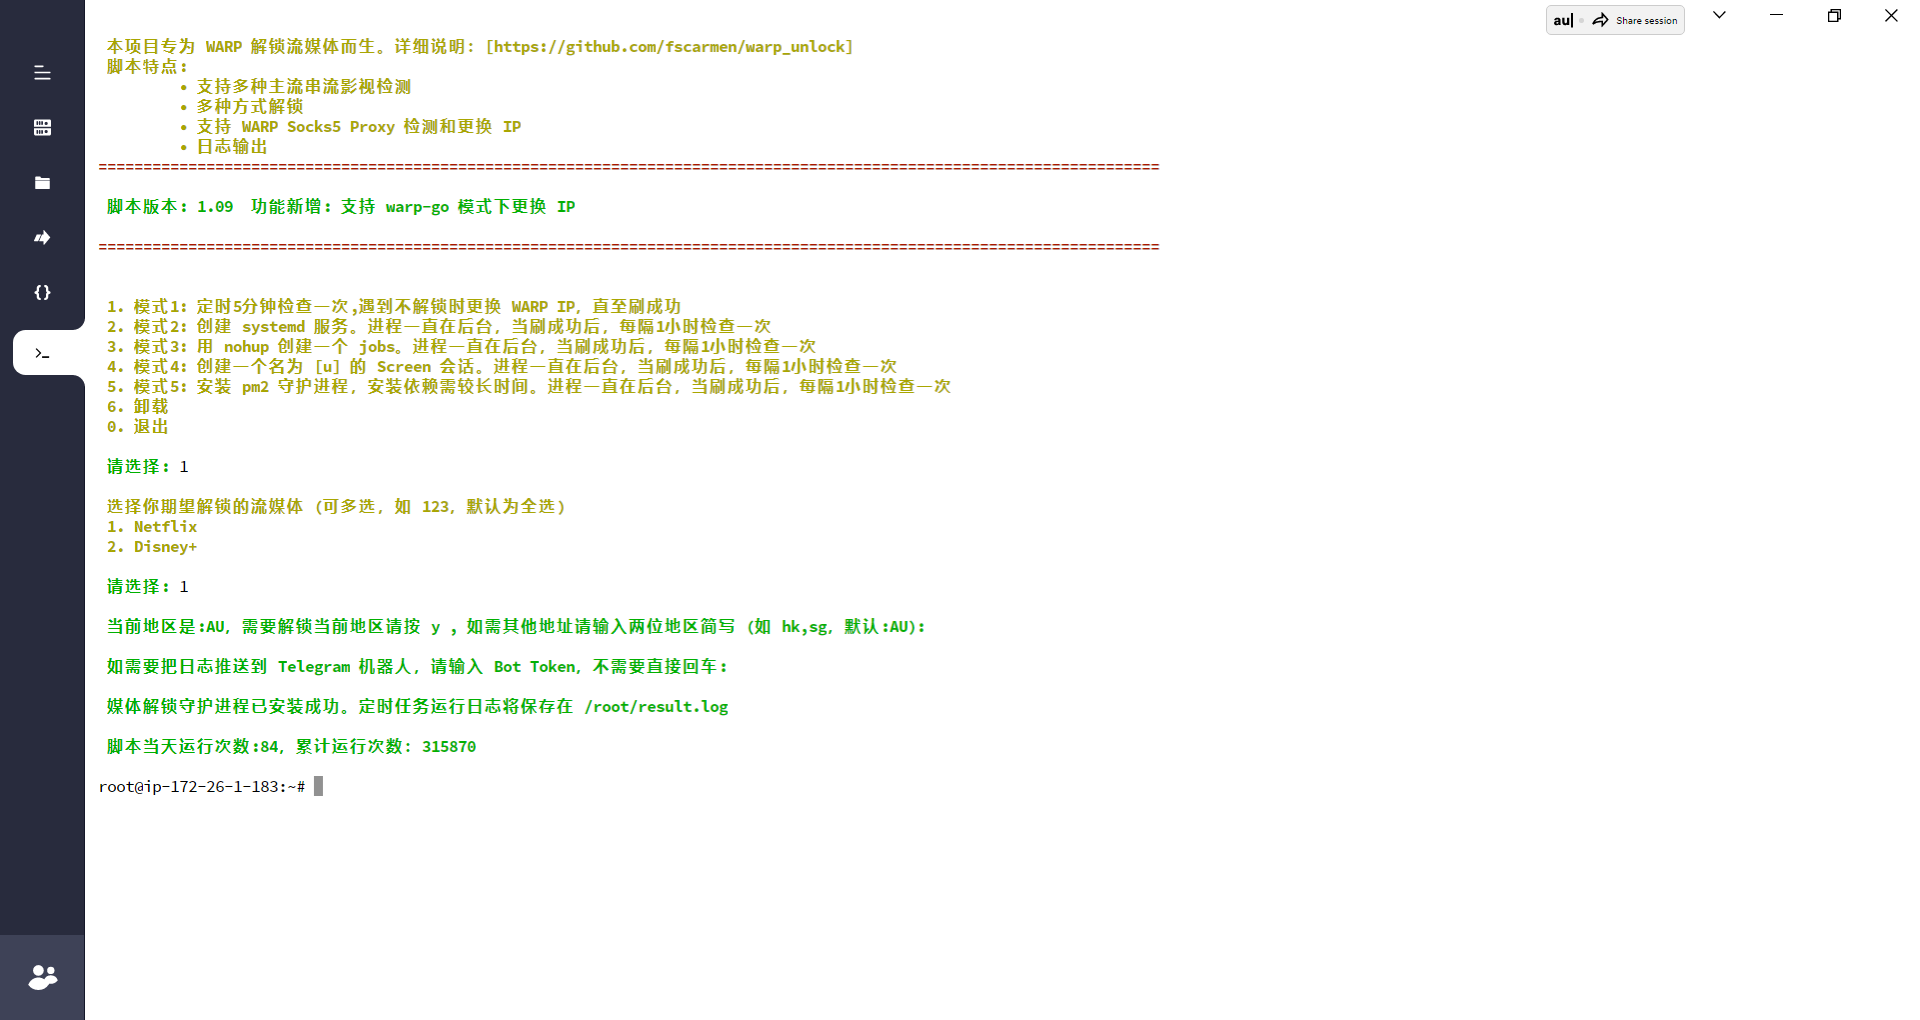 au
Share session
本项目专为 WARP 解锁流媒体而生。详细说明：[https://github.com/fscarmen/warp_unlock]
脚本特点：
• 支持多种主流串流影视检测
• 多种方式解锁
• 支持 WARP Socks5 Proxy 检测和更换 IP
• 日志输出
======================================================================================================================
脚本版本：1.09  功能新增：支持 warp-go 模式下更换 IP
======================================================================================================================
1. 模式1：定时5分钟检查一次,遇到不解锁时更换 WARP IP，直至刷成功
2. 模式2：创建 systemd 服务。进程一直在后台，当刷成功后，每隔1小时检查一次
3. 模式3：用 nohup 创建一个 jobs。进程一直在后台，当刷成功后，每隔1小时检查一次
4. 模式4：创建一个名为 [u] 的 Screen 会话。进程一直在后台，当刷成功后，每隔1小时检查一次
5. 模式5：安装 pm2 守护进程，安装依赖需较长时间。进程一直在后台，当刷成功后，每隔1小时检查一次
6. 卸载
0. 退出
请选择：1
选择你期望解锁的流媒体 (可多选，如 123，默认为全选)
1. Netflix
2. Disney+
请选择：1
当前地区是:AU，需要解锁当前地区请按 y , 如需其他地址请输入两位地区简写 (如 hk,sg，默认:AU):
如需要把日志推送到 Telegram 机器人，请输入 Bot Token，不需要直接回车：
媒体解锁守护进程已安装成功。定时任务运行日志将保存在 /root/result.log
脚本当天运行次数:84，累计运行次数：315870
root@ip-172-26-1-183:~#